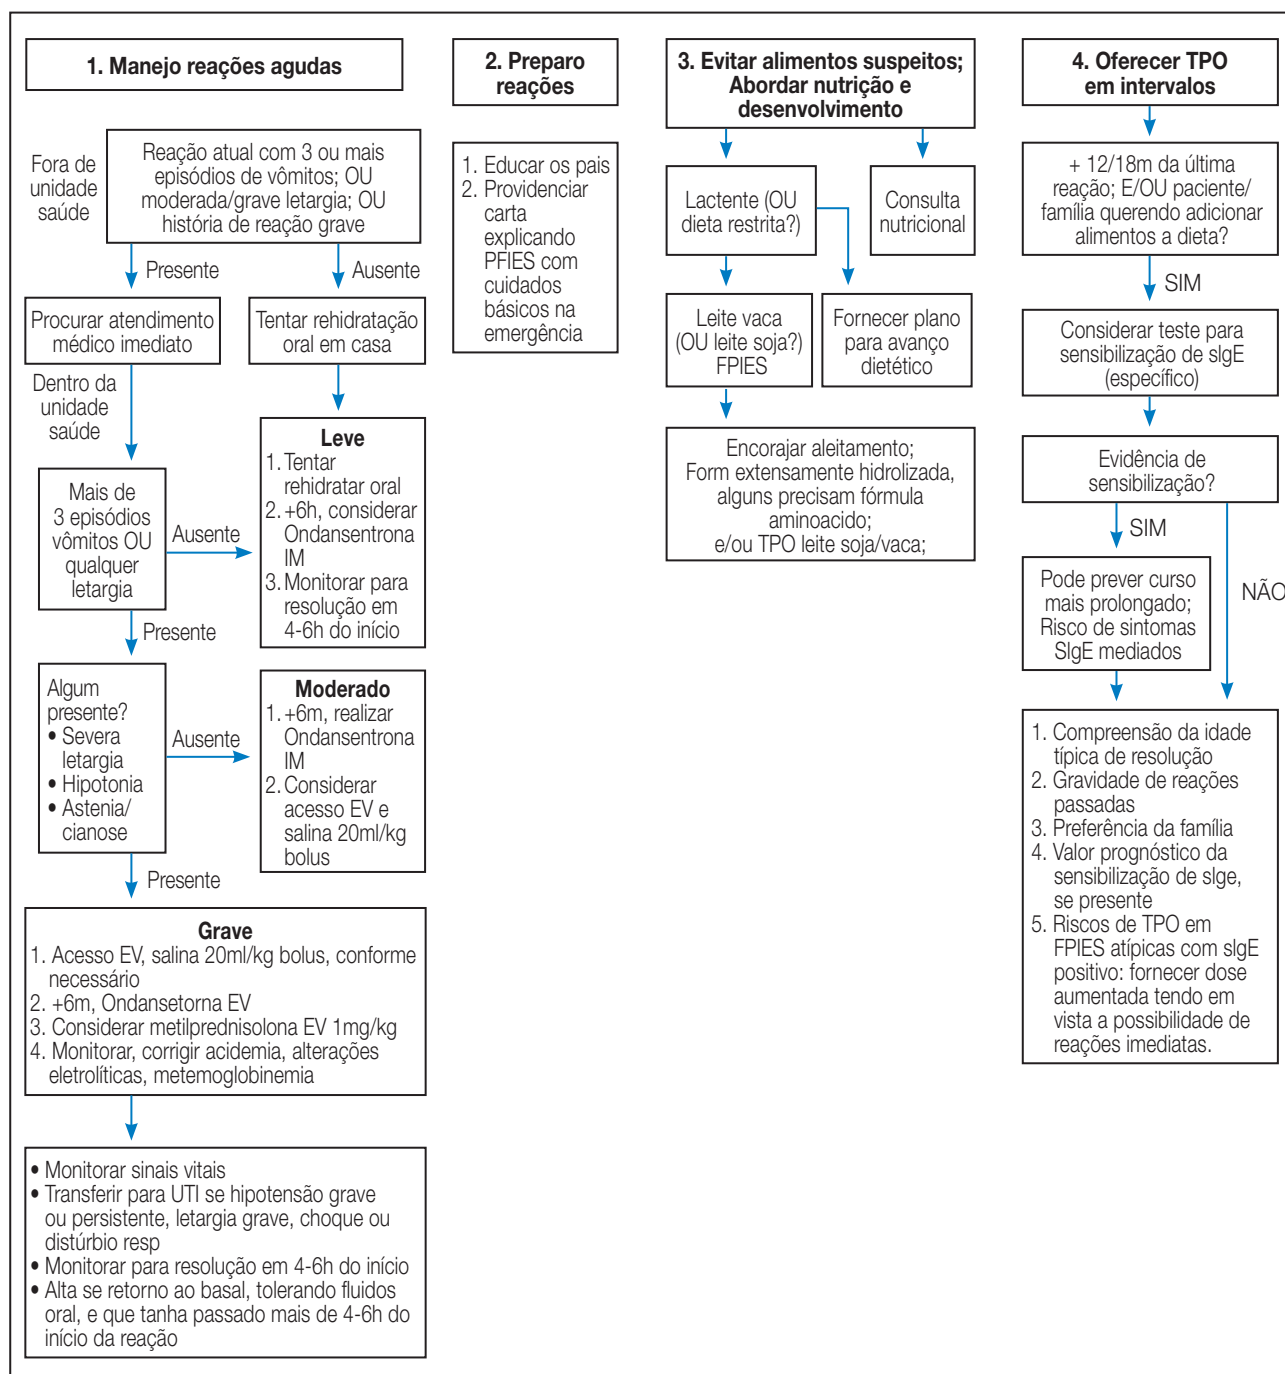 1. Manejo reações agudas
Fora de
unidade
saúde
Reação atual com 3 ou mais
episódios de vômitos; OU
moderada/grave letargia; OU
história de reação grave
Presente
Ausente
Procurar atendimento
médico imediato
Tentar rehidratação
oral em casa
Dentro da
unidade
saúde
Mais de
3 episódios
vômitos OU
qualquer
letargia
Ausente
Leve
1. Tentar
rehidratar oral
2. +6h, considerar
Ondansentrona
IM
3. Monitorar para
resolução em
4-6h do início
Presente
Algum
presente?
• Severa
letargia
• Hipotonia
• Astenia/
cianose
Ausente
Moderado
1. +6m, realizar
Ondansentrona
IM
2. Considerar
acesso EV e
salina 20ml/kg
bolus
Presente
Grave
1. Acesso EV, salina 20ml/kg bolus, conforme
necessário
2. +6m, Ondansetorna EV
3. Considerar metilprednisolona EV 1mg/kg
4. Monitorar, corrigir acidemia, alterações
eletrolíticas, metemoglobinemia
• Monitorar sinais vitais
• Transferir para UTI se hipotensão grave
ou persistente, letargia grave, choque ou
distúrbio resp
• Monitorar para resolução em 4-6h do início
• Alta se retorno ao basal, tolerando fluidos
oral, e que tanha passado mais de 4-6h do
início da reação
2. Preparo
reações
1. Educar os pais
2. Providenciar
carta
explicando
PFIES com
cuidados
básicos na
emergência
3. Evitar alimentos suspeitos;
Abordar nutrição e
desenvolvimento
Lactente (OU
dieta restrita?)
Consulta
nutricional
Leite vaca
(OU leite soja?)
FPIES
Fornecer plano
para avanço
dietético
Encorajar aleitamento;
Form extensamente hidrolizada,
alguns precisam fórmula
aminoacido;
e/ou TPO leite soja/vaca;
4. Oferecer TPO
em intervalos
+ 12/18m da última
reação; E/OU paciente/
família querendo adicionar
alimentos a dieta?
SIM
Considerar teste para
sensibilização de sIgE
(específico)
Evidência de
sensibilização?
SIM
NÃO
Pode prever curso
mais prolongado;
Risco de sintomas
SIgE mediados
1. Compreensão da idade
típica de resolução
2. Gravidade de reações
passadas
3. Preferência da família
4. Valor prognóstico da
sensibilização de sIge,
se presente
5. Riscos de TPO em
FPIES atípicas com sIgE
positivo: fornecer dose
aumentada tendo em
vista a possibilidade de
reações imediatas.